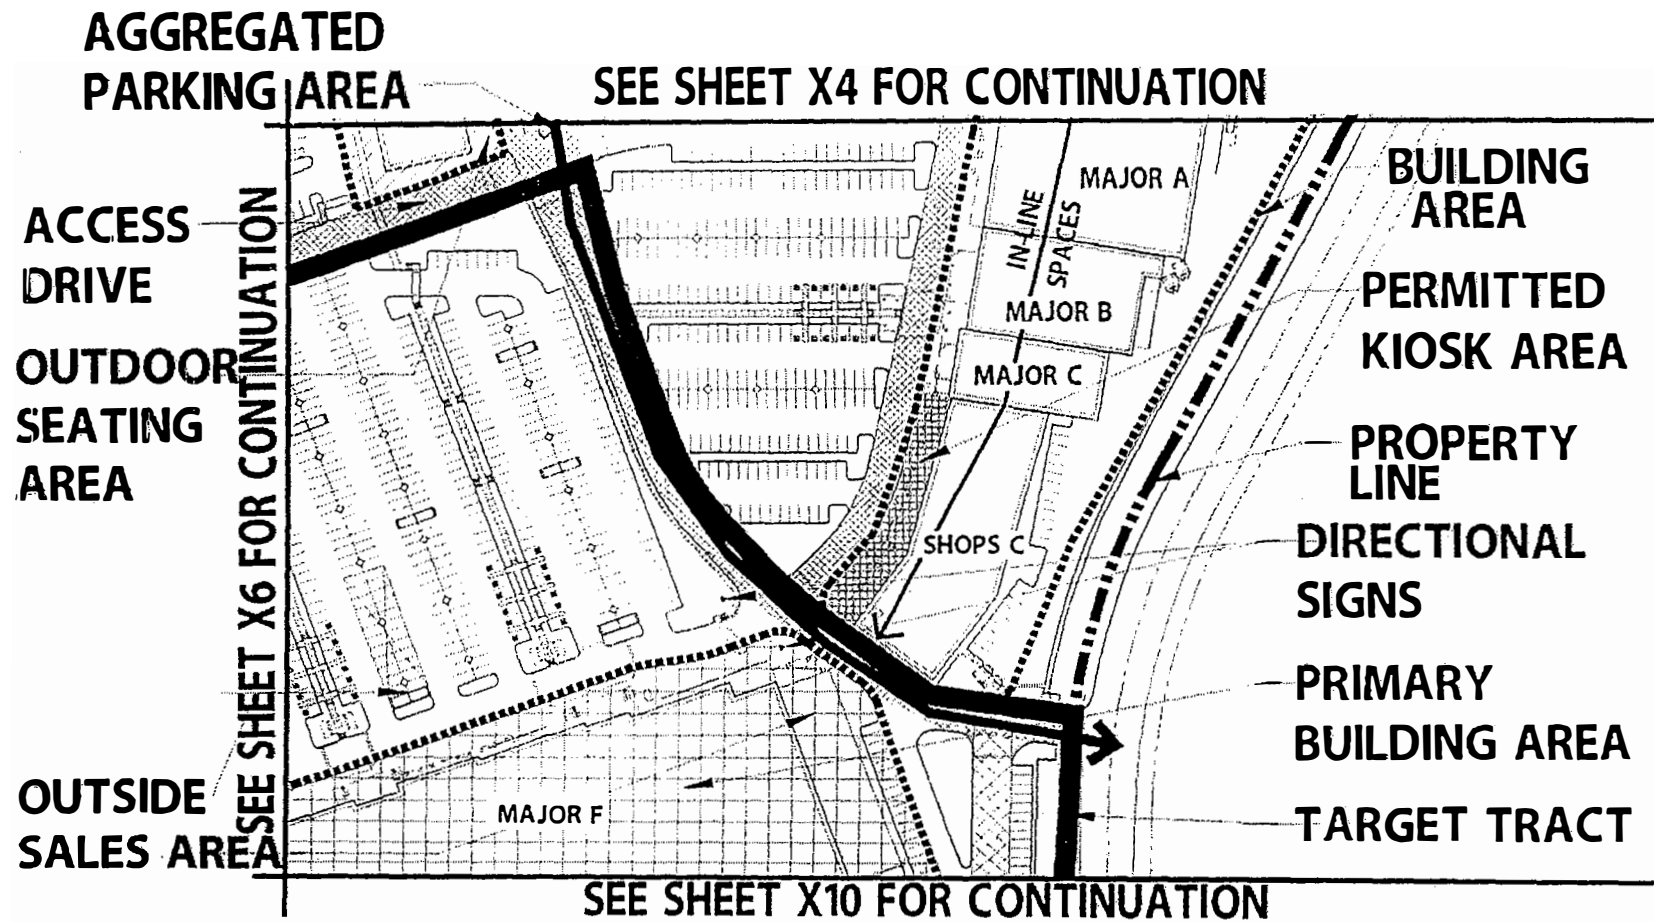 AGGREGATED
PARKING AREA
SEE SHEET X4 FOR CONTINUATION
ACCESS
DRIVE
OUTDOOR
SEATING
AREA
OUTSIDE
SALES AREA
SEE SHEET X6 FOR CONTINUATION
MAJOR A
IN-LINE
SPACES
MAJOR B
MAJOR C
SHOPS C
MAJOR F
BUILDING
AREA
PERMITTED
KIOSK AREA
PROPERTY
LINE
DIRECTIONAL
SIGNS
PRIMARY
BUILDING AREA
TARGET TRACT
SEE SHEET X10 FOR CONTINUATION